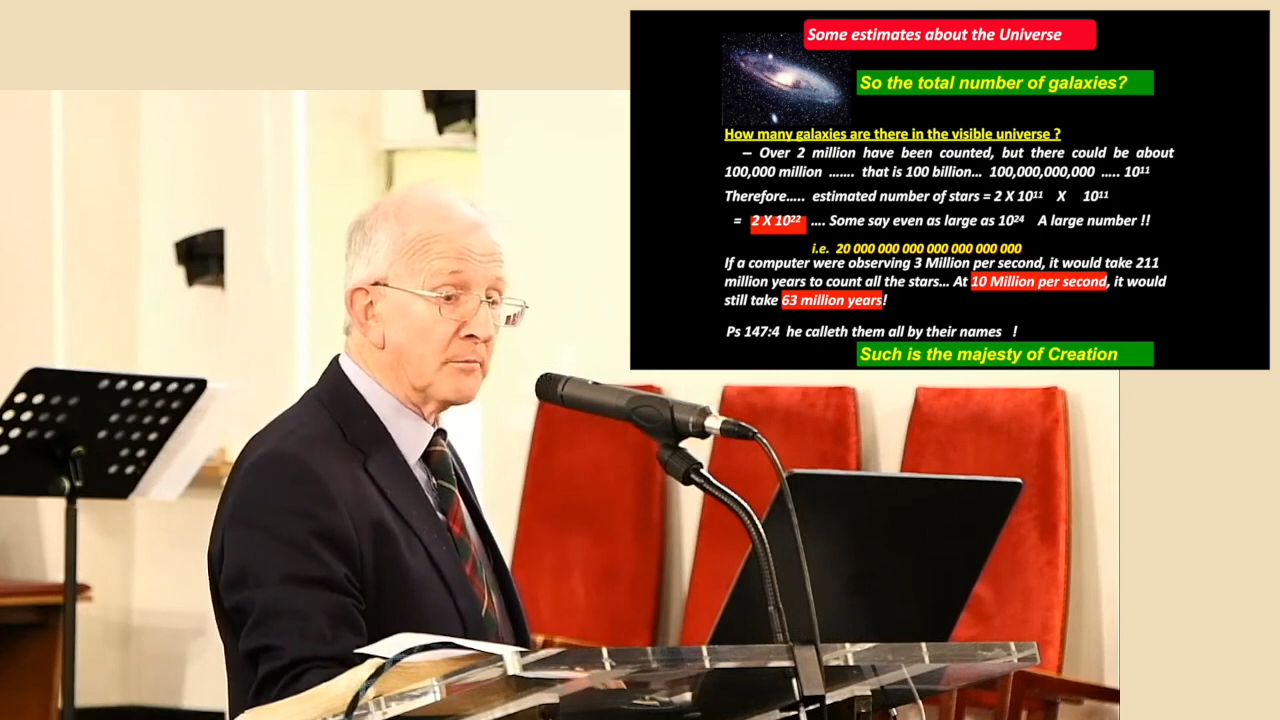 Some estimates about the Universe
So the total number of galaxies?
How many galaxies are there in the visible universe ?
– Over 2 million have been counted, but there could be about
100,000 million ....... that is 100 billion... 100,000,000,000 ..... 10¹¹
Therefore..... estimated number of stars = 2 X 10¹¹ X 10¹¹
= 2 X 10²² .... Some say even as large as 10²⁴ A large number !!
i.e. 20 000 000 000 000 000 000 000
If a computer were observing 3 Million per second, it would take 211
million years to count all the stars... At 10 Million per second, it would
still take 63 million years!
Ps 147:4 he calleth them all by their names !
Such is the majesty of Creation